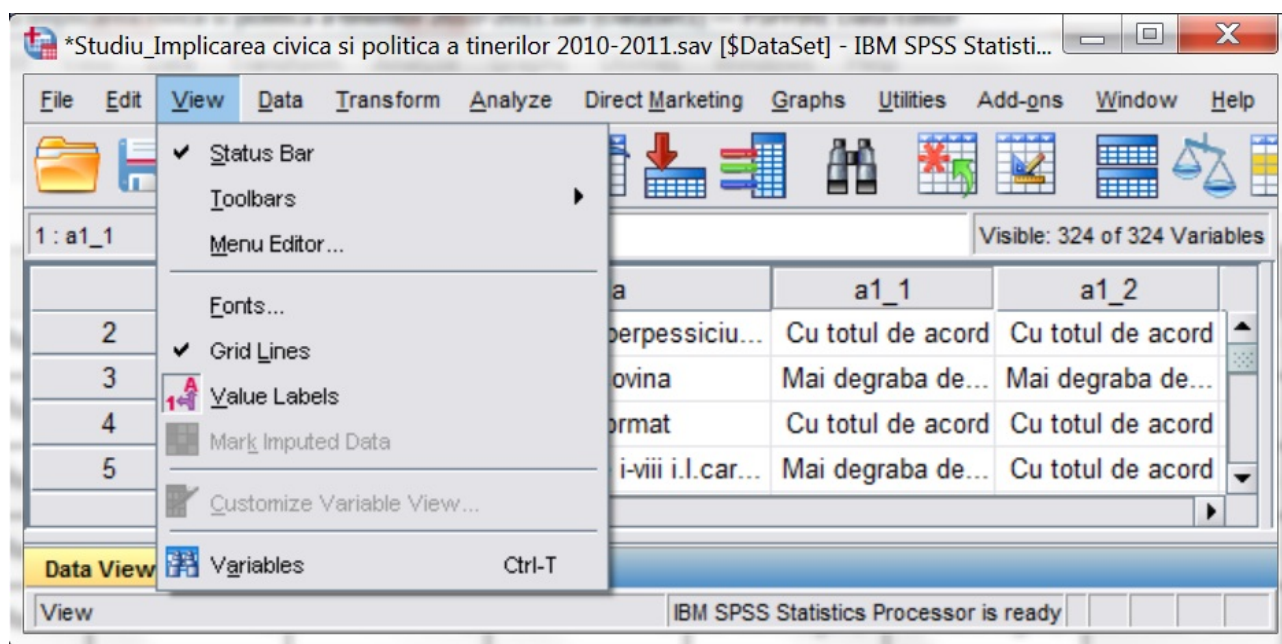 *Studiu_Implicarea civica si politica a tinerilor 2010-2011.sav [$DataSet] - IBM SPSS Statisti...
File Edit View Data Transform Analyze Direct Marketing Graphs Utilities Add-ons Window Help
Status Bar
Toolbars
Menu Editor...
Fonts...
Grid Lines
Value Labels
Mark Imputed Data
Customize Variable View...
Variables Ctrl-T
1 : a1_1 Visible: 324 of 324 Variables
a a1_1 a1_2
2 perpessiciu... Cu totul de acord Cu totul de acord
3 ovina Mai degraba de... Mai degraba de...
4 ormat Cu totul de acord Cu totul de acord
5 i-viii i.l.car... Mai degraba de... Cu totul de acord
Data View
View IBM SPSS Statistics Processor is ready